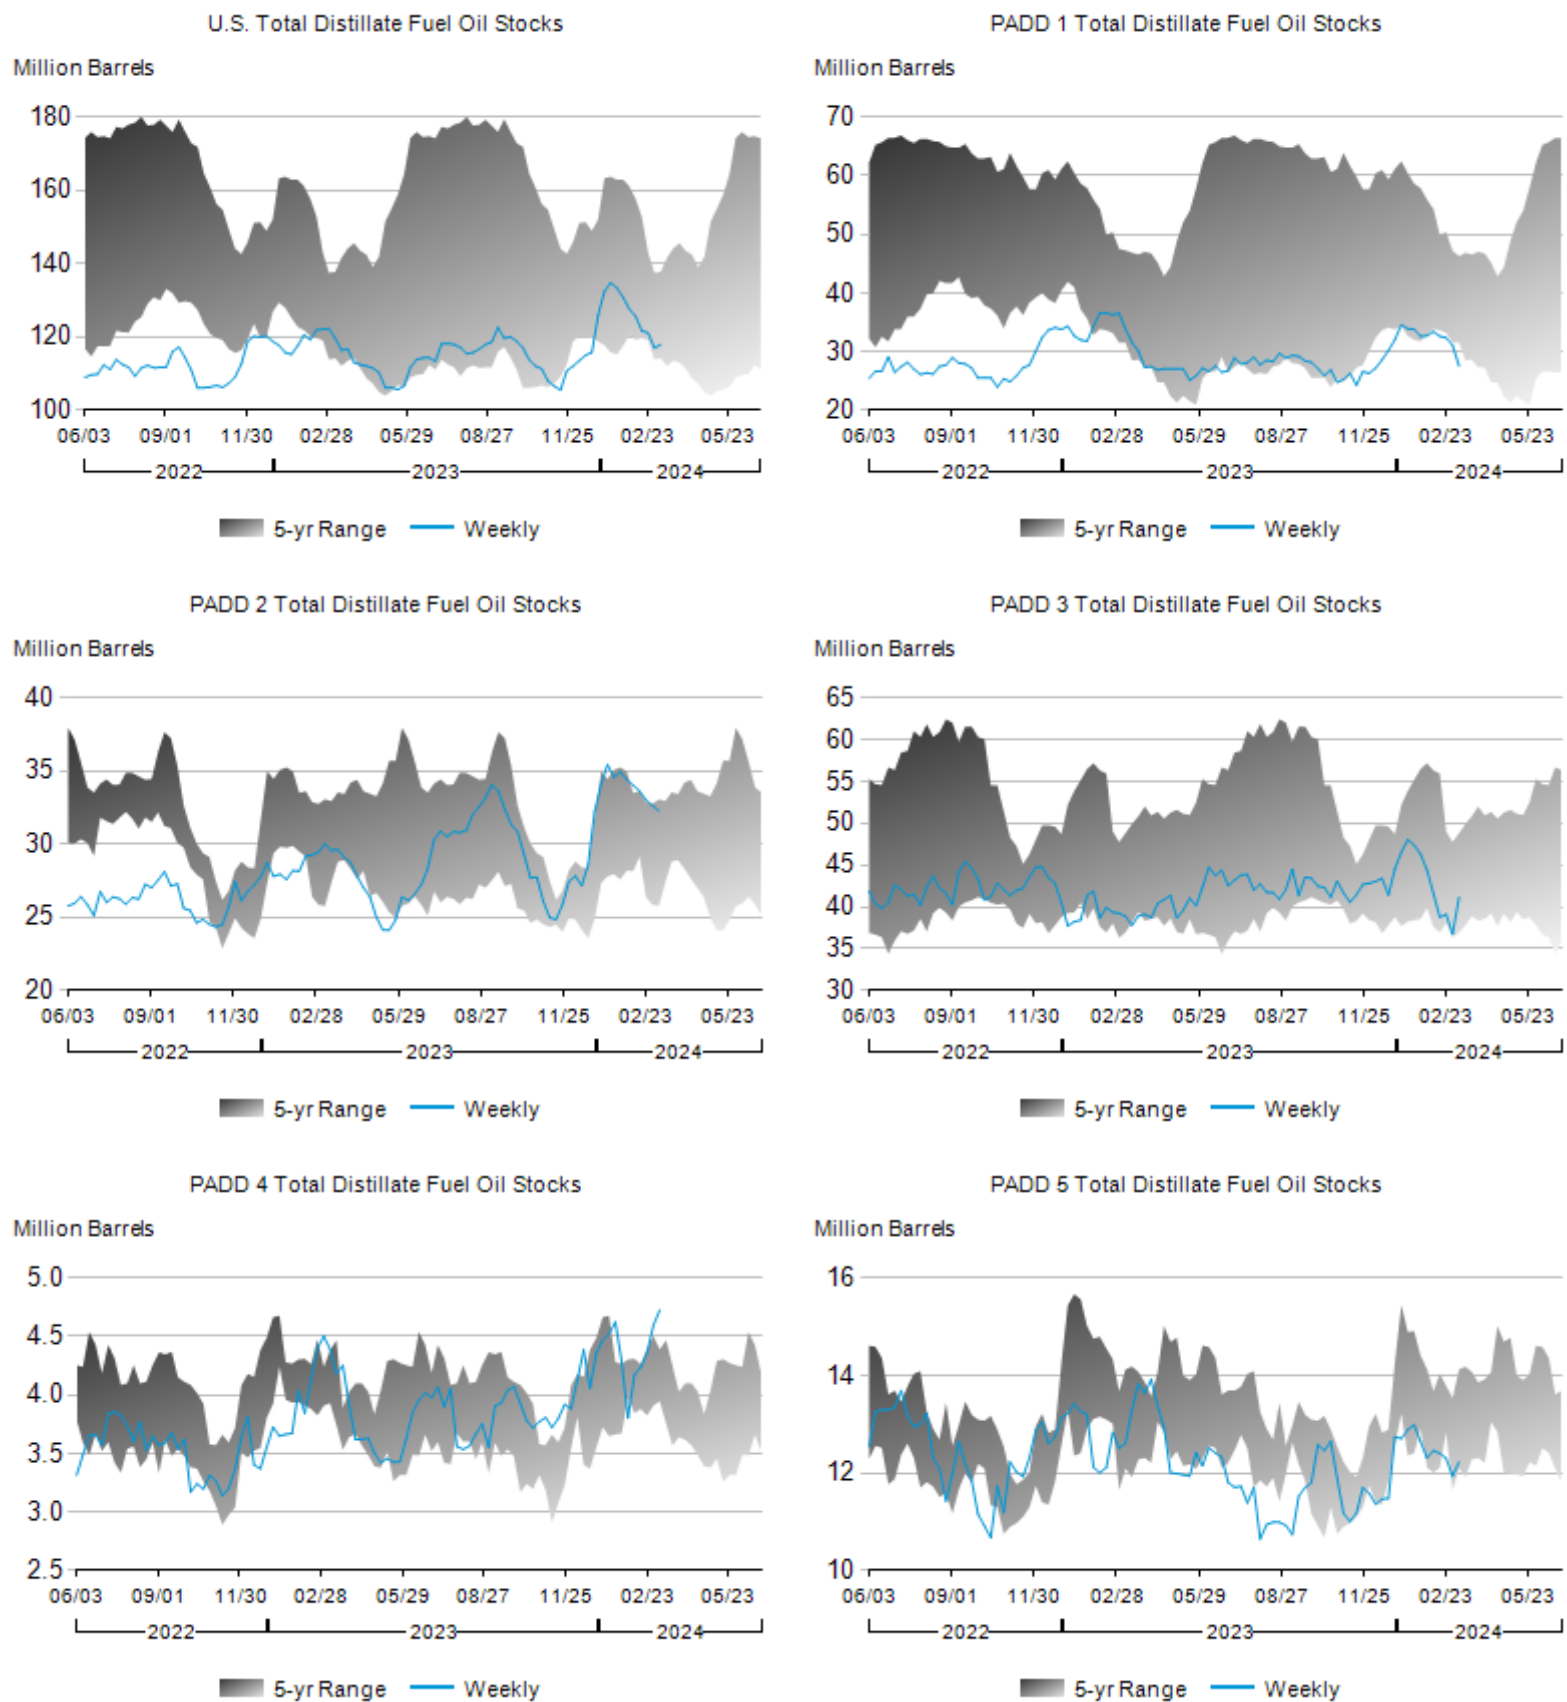 U.S. Total Distillate Fuel Oil Stocks
Million Barrels
180
160
140
120
100
06/03 09/01 11/30 02/28 05/29 08/27 11/25 02/23 05/23
2022 2023 2024
5-yr Range Weekly
PADD 1 Total Distillate Fuel Oil Stocks
Million Barrels
70
60
50
40
30
20
06/03 09/01 11/30 02/28 05/29 08/27 11/25 02/23 05/23
2022 2023 2024
5-yr Range Weekly
PADD 2 Total Distillate Fuel Oil Stocks
Million Barrels
40
35
30
25
20
06/03 09/01 11/30 02/28 05/29 08/27 11/25 02/23 05/23
2022 2023 2024
5-yr Range Weekly
PADD 3 Total Distillate Fuel Oil Stocks
Million Barrels
65
60
55
50
45
40
35
30
06/03 09/01 11/30 02/28 05/29 08/27 11/25 02/23 05/23
2022 2023 2024
5-yr Range Weekly
PADD 4 Total Distillate Fuel Oil Stocks
Million Barrels
5.0
4.5
4.0
3.5
3.0
2.5
06/03 09/01 11/30 02/28 05/29 08/27 11/25 02/23 05/23
2022 2023 2024
5-yr Range Weekly
PADD 5 Total Distillate Fuel Oil Stocks
Million Barrels
16
14
12
10
06/03 09/01 11/30 02/28 05/29 08/27 11/25 02/23 05/23
2022 2023 2024
5-yr Range Weekly